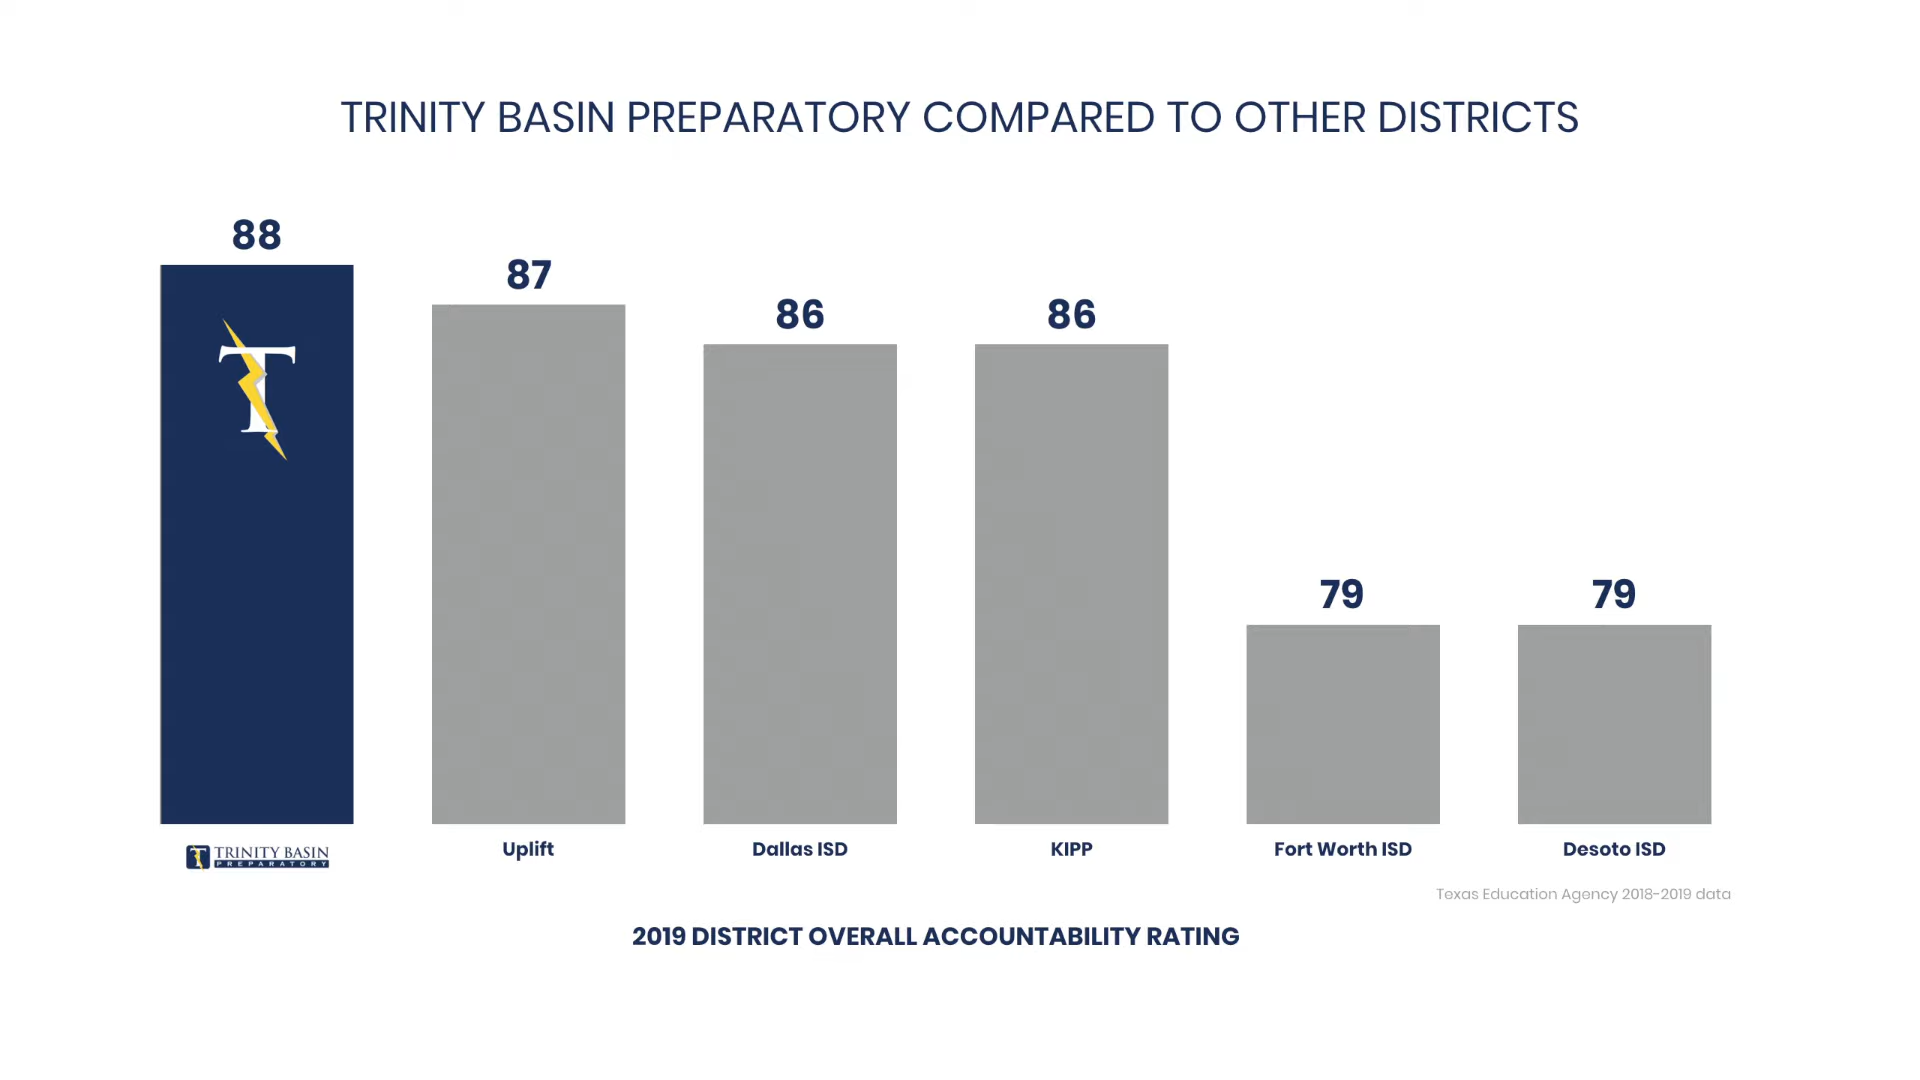 TRINITY BASIN PREPARATORY COMPARED TO OTHER DISTRICTS
88
87
86
86
79
79
T
T TRINITY BASIN
PREPARATORY
Uplift
Dallas ISD
KIPP
Fort Worth ISD
Desoto ISD
Texas Education Agency 2018-2019 data
2019 DISTRICT OVERALL ACCOUNTABILITY RATING